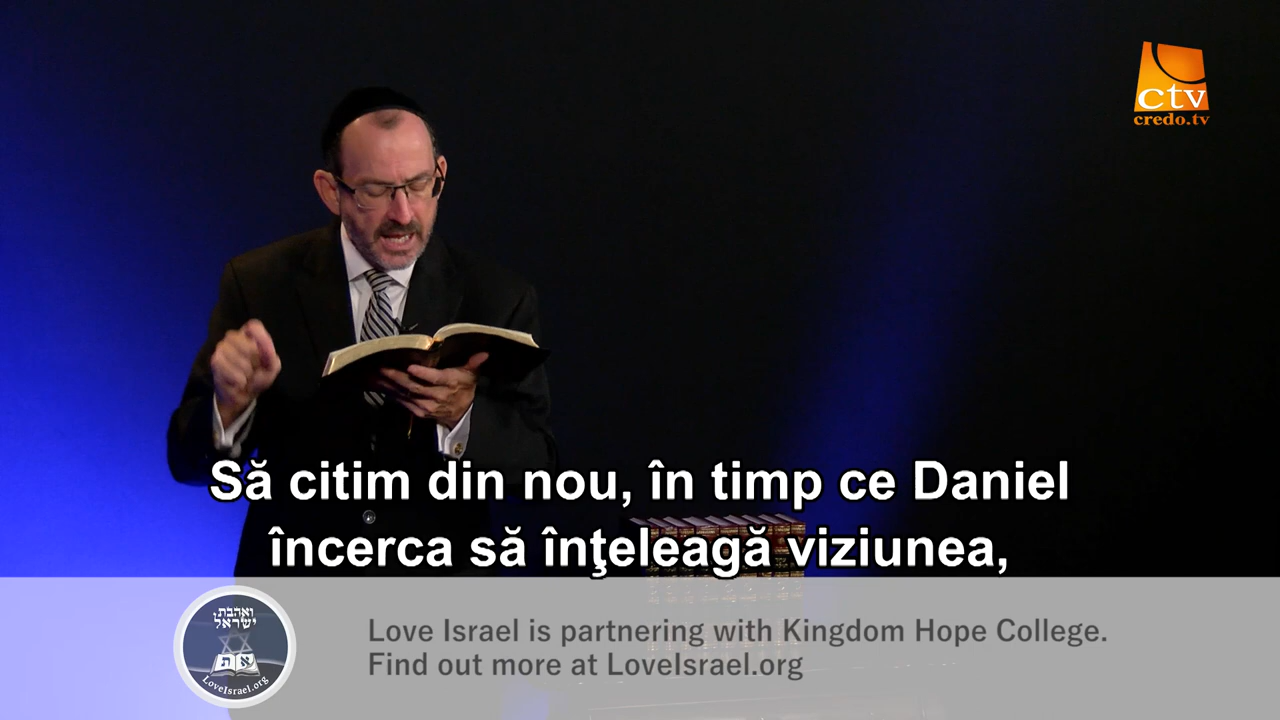 ctv
credo.tv
Să citim din nou, în timp ce Daniel
încerca să înţeleagă viziunea,
ואהבת
ישראל
את
LoveIsrael.org
Love Israel is partnering with Kingdom Hope College.
Find out more at LoveIsrael.org